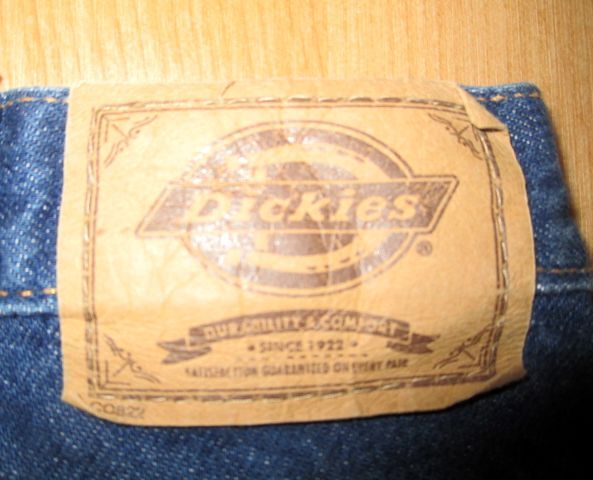 Dickies
®
DURABILITY & COMFORT
SINCE 1922
SATISFACTION GUARANTEED ON EVERY PAIR